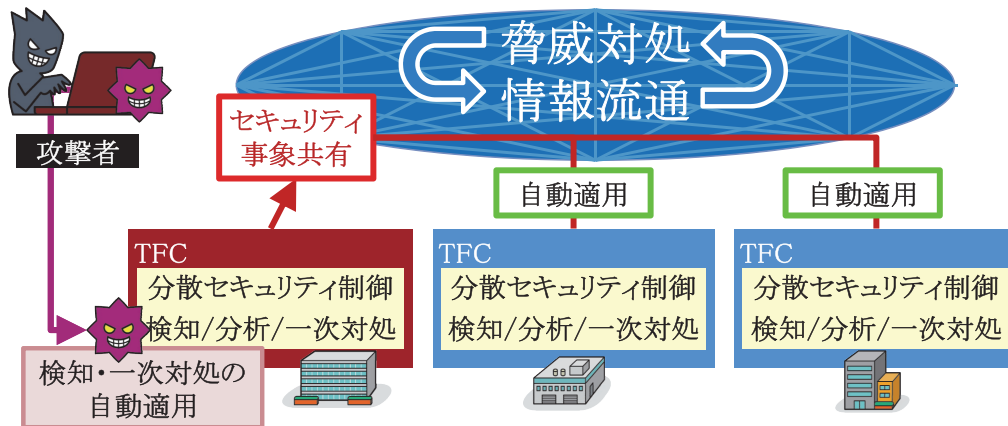 脅威対処
情報流通
セキュリティ
事象共有
攻撃者
自動適用
自動適用
TFC
分散セキュリティ制御
検知/分析/一次対処
TFC
分散セキュリティ制御
検知/分析/一次対処
TFC
分散セキュリティ制御
検知/分析/一次対処
検知・一次対処の
自動適用